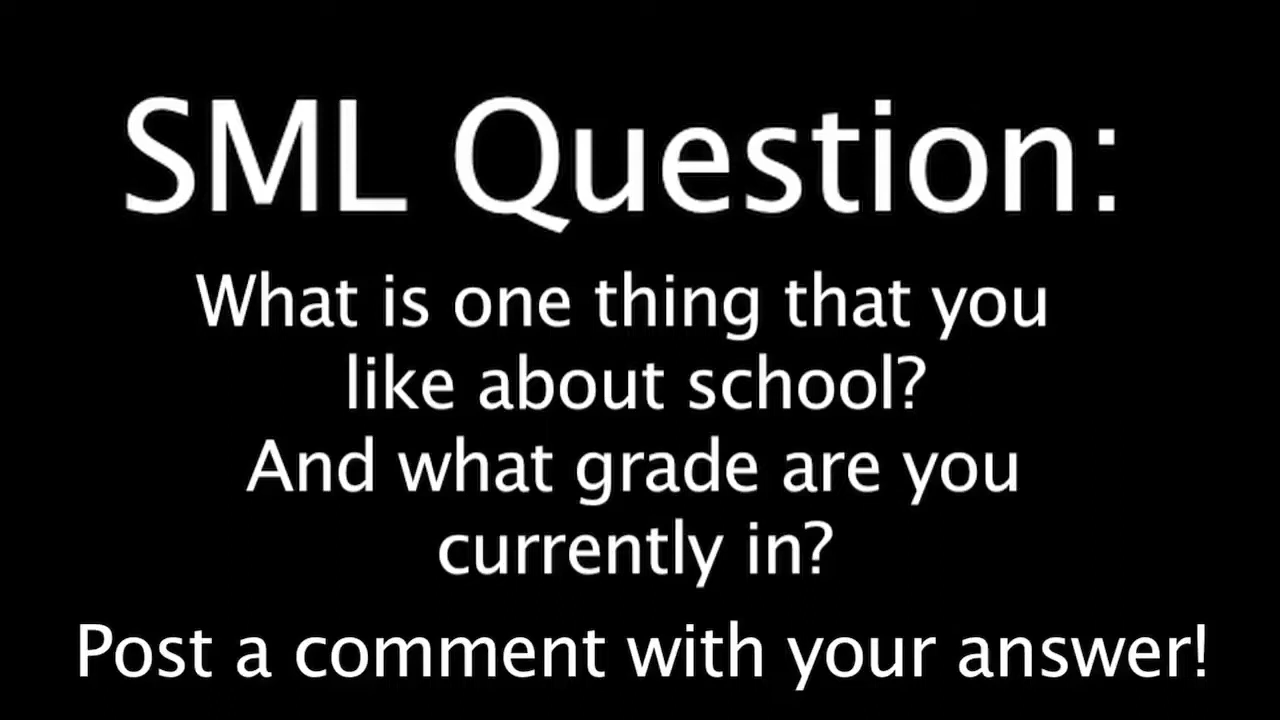 SML Question:
What is one thing that you
like about school?
And what grade are you
currently in?
Post a comment with your answer!